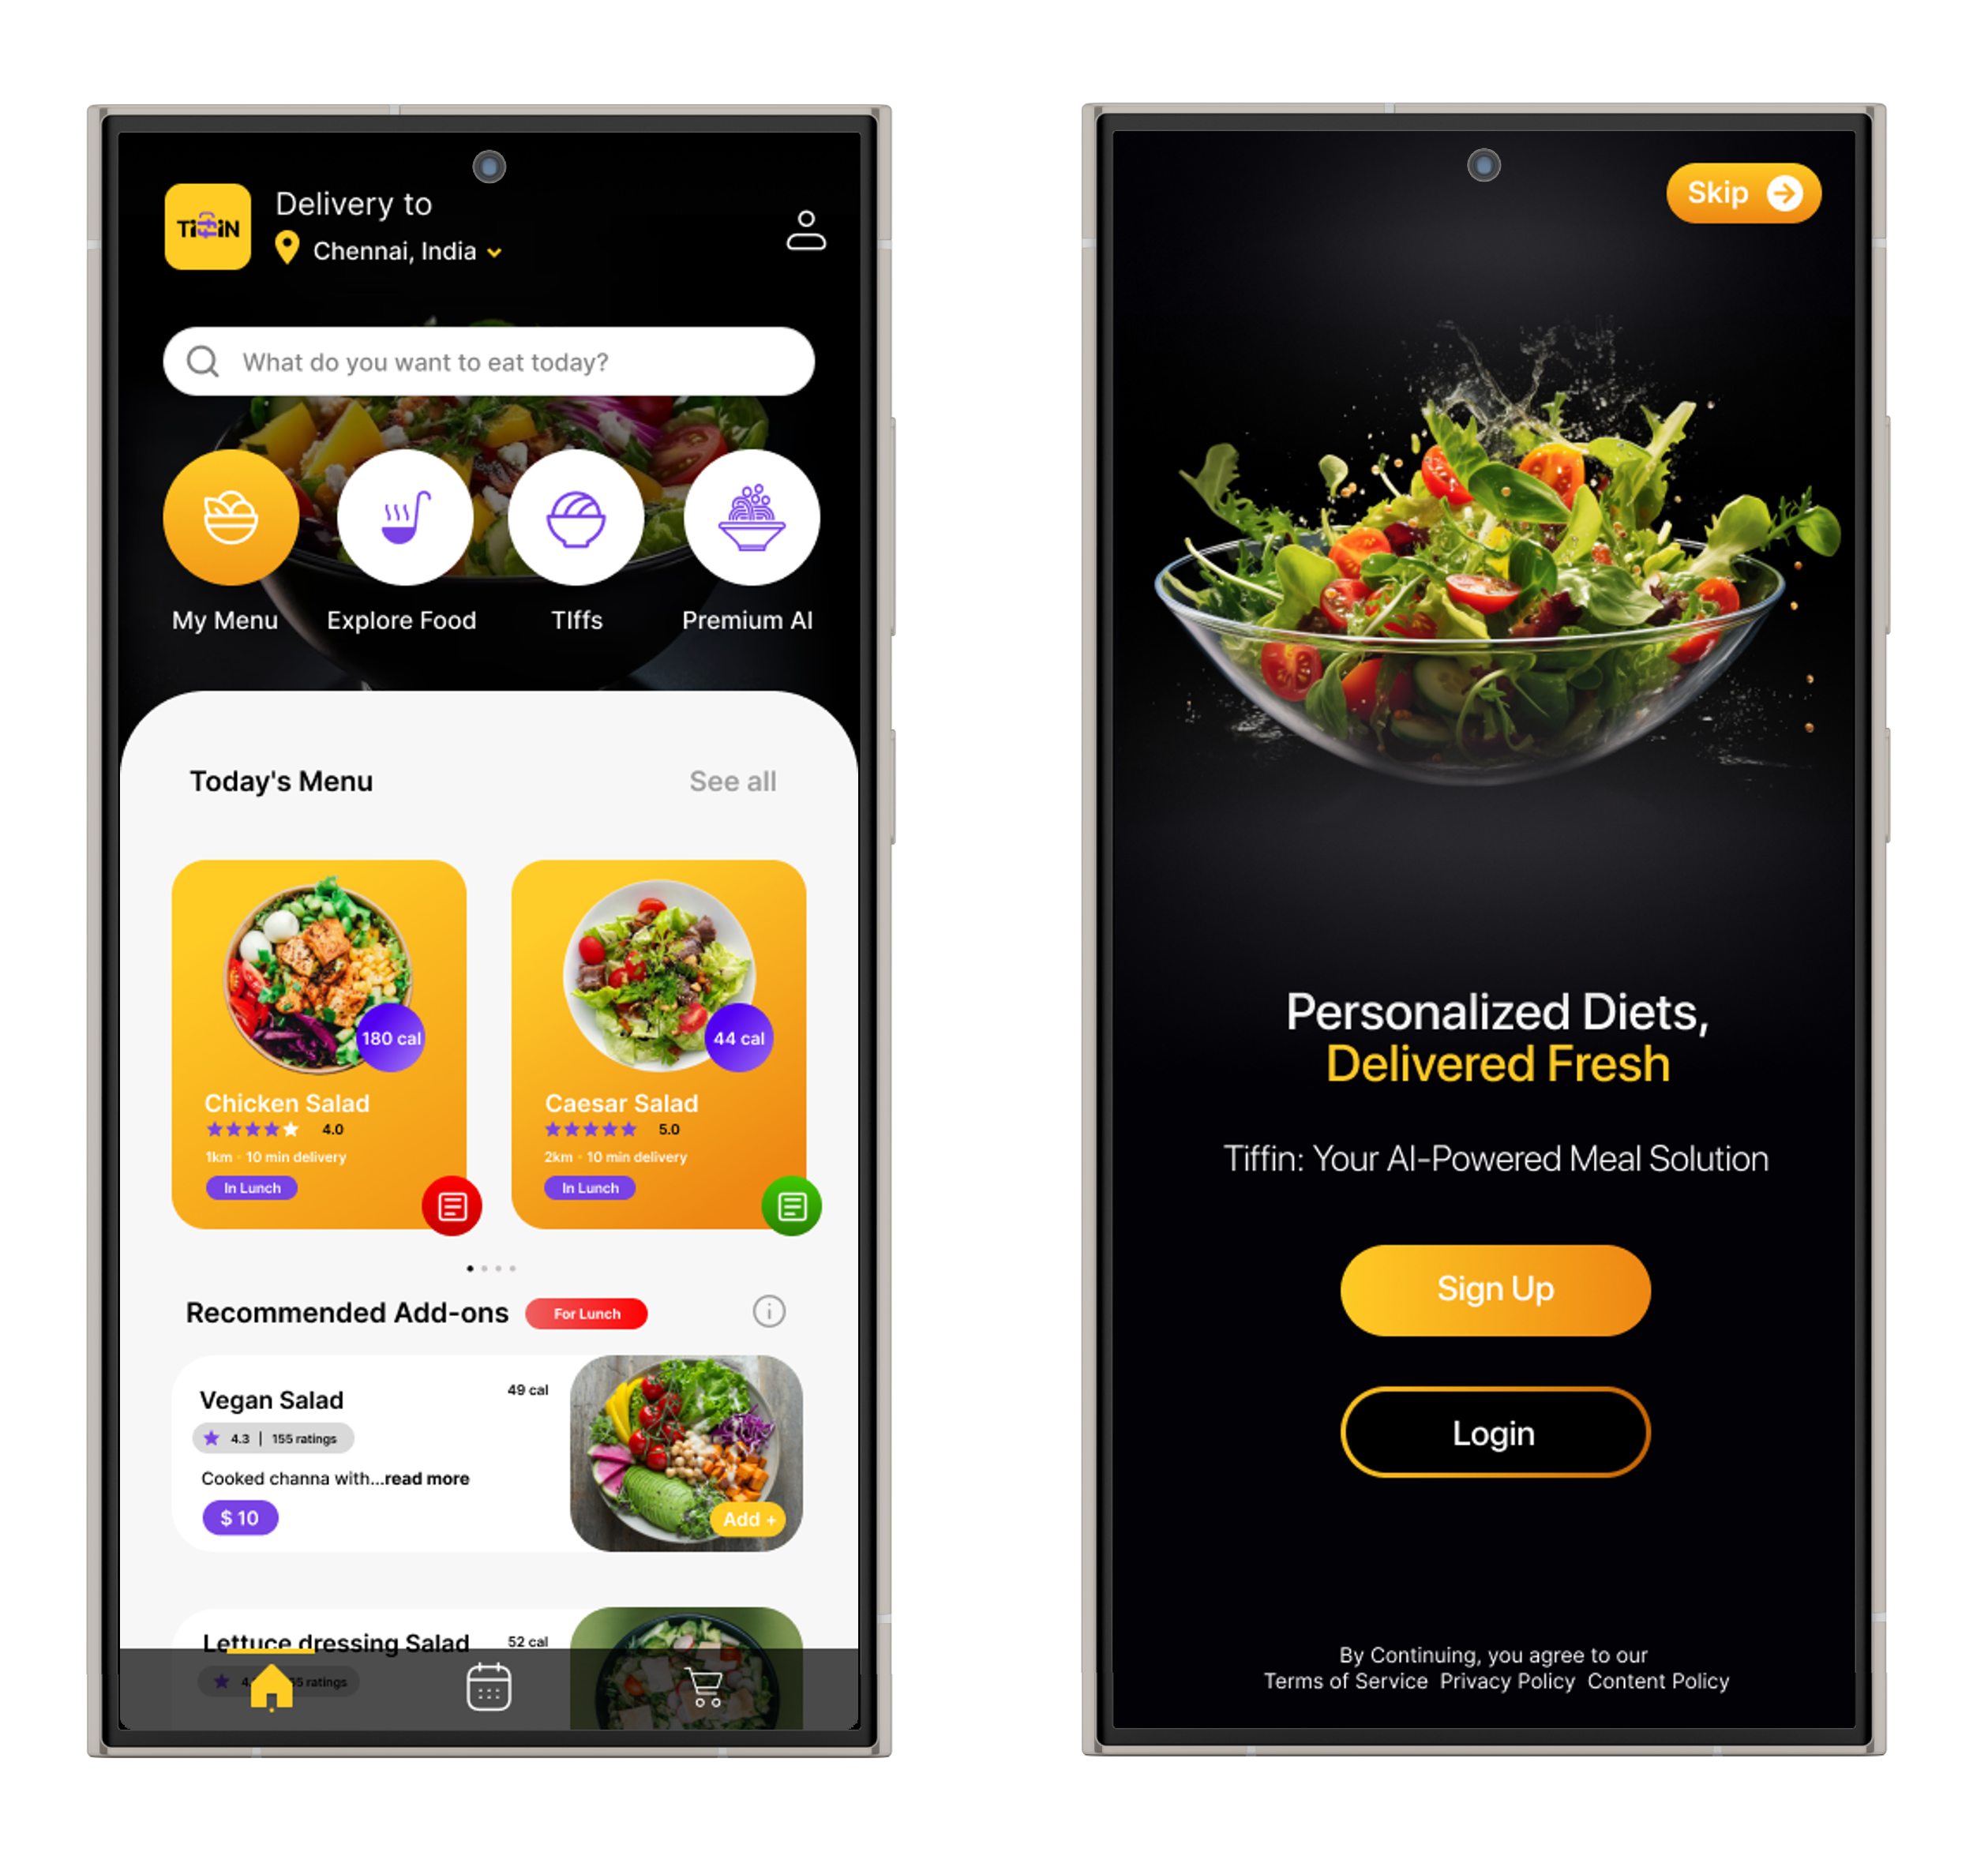 TiffiN
Delivery to
Chennai, India
What do you want to eat today?
My Menu
Explore Food
TIffs
Premium AI
Today's Menu
See all
180 cal
Chicken Salad
4.0
1km • 10 min delivery
In Lunch
44 cal
Caesar Salad
5.0
2km • 10 min delivery
In Lunch
Recommended Add-ons
For Lunch
Vegan Salad
49 cal
4.3 | 155 ratings
Cooked channa with...read more
$ 10
Add +
Lettuce dressing Salad
52 cal
ratings
Skip
Personalized Diets,
Delivered Fresh
Tiffin: Your AI-Powered Meal Solution
Sign Up
Login
By Continuing, you agree to our
Terms of Service Privacy Policy Content Policy